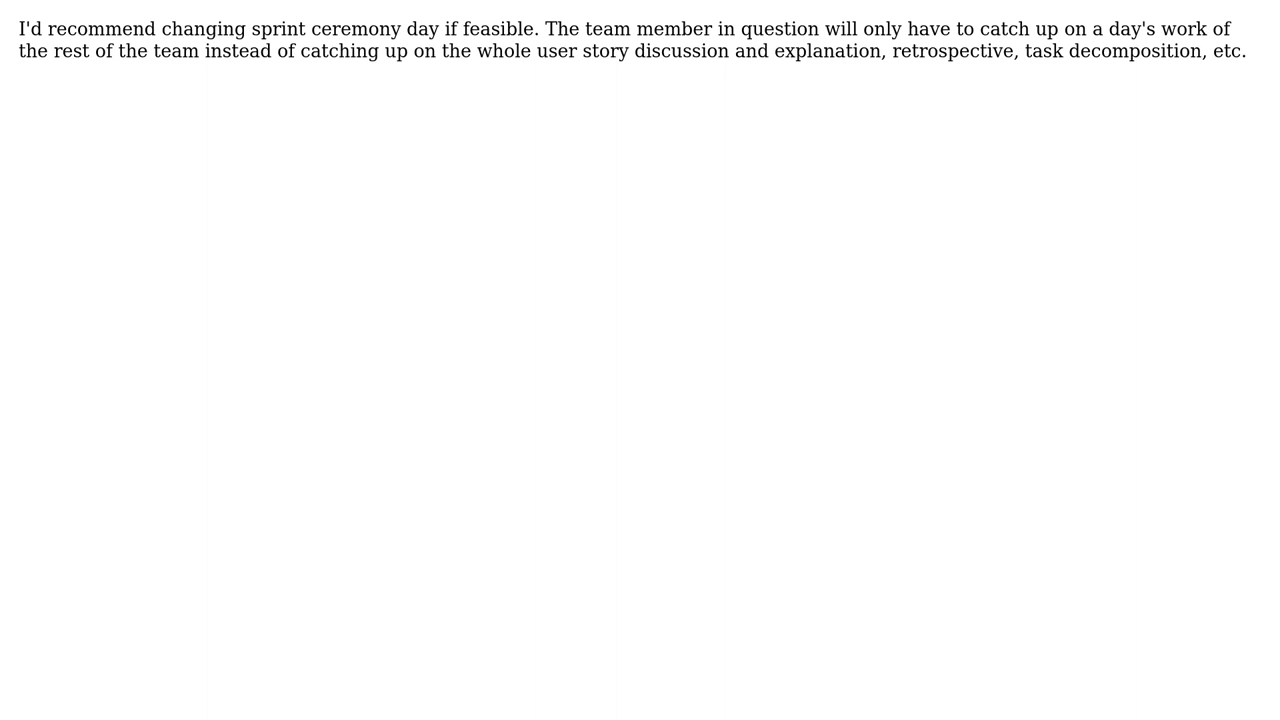 I'd recommend changing sprint ceremony day if feasible. The team member in question will only have to catch up on a day's work of
the rest of the team instead of catching up on the whole user story discussion and explanation, retrospective, task decomposition, etc.